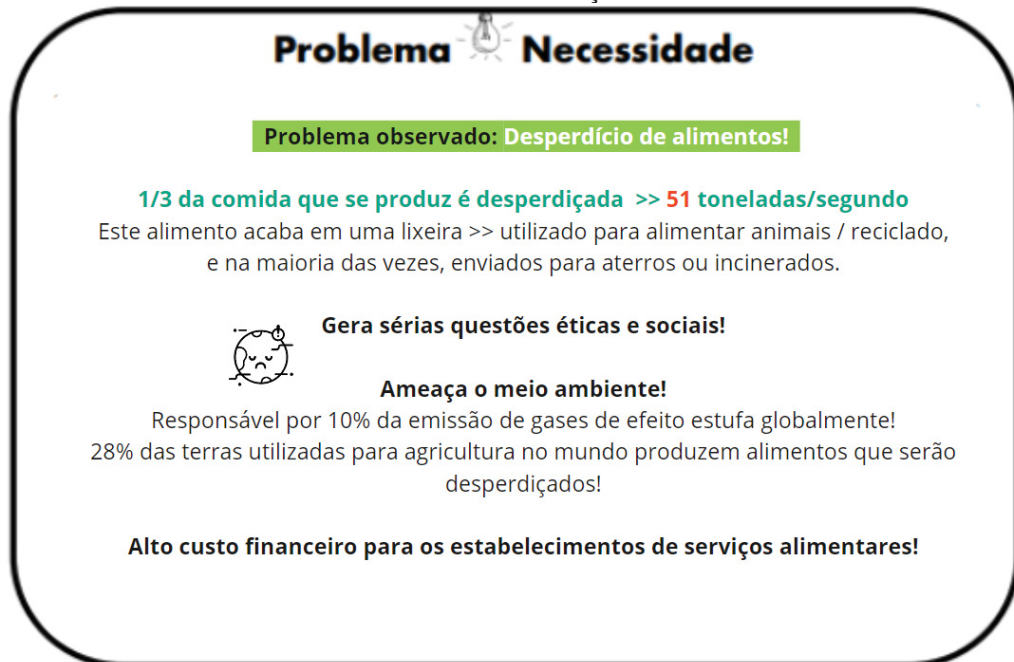 Problema Necessidade
Problema observado: Desperdício de alimentos!
1/3 da comida que se produz é desperdiçada >> 51 toneladas/segundo
Este alimento acaba em uma lixeira >> utilizado para alimentar animais / reciclado,
e na maioria das vezes, enviados para aterros ou incinerados.
Gera sérias questões éticas e sociais!
Ameaça o meio ambiente!
Responsável por 10% da emissão de gases de efeito estufa globalmente!
28% das terras utilizadas para agricultura no mundo produzem alimentos que serão
desperdiçados!
Alto custo financeiro para os estabelecimentos de serviços alimentares!